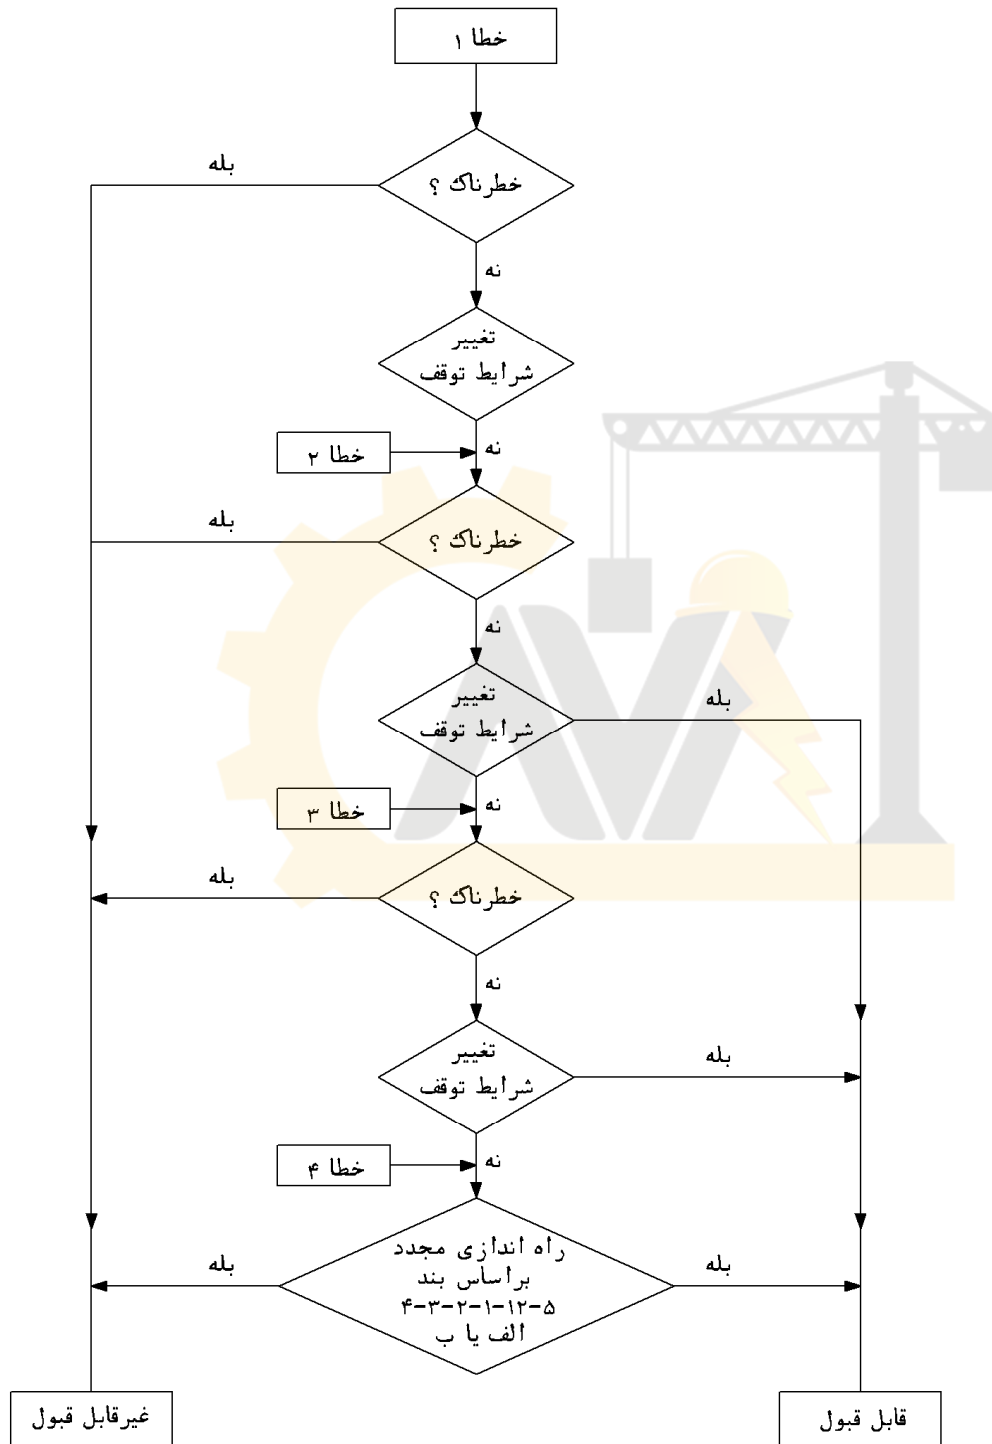 خطا ۱
خطرناک ؟
بله
نه
تغییر
شرایط توقف
نه
خطا ۲
خطرناک ؟
بله
نه
تغییر
شرایط توقف
بله
نه
خطا ۳
خطرناک ؟
بله
نه
تغییر
شرایط توقف
بله
نه
خطا ۴
راه اندازی مجدد
براساس بند
۵-۱۲-۱-۲-۳-۴
الف یا ب
بله
بله
قابل قبول
غیرقابل قبول